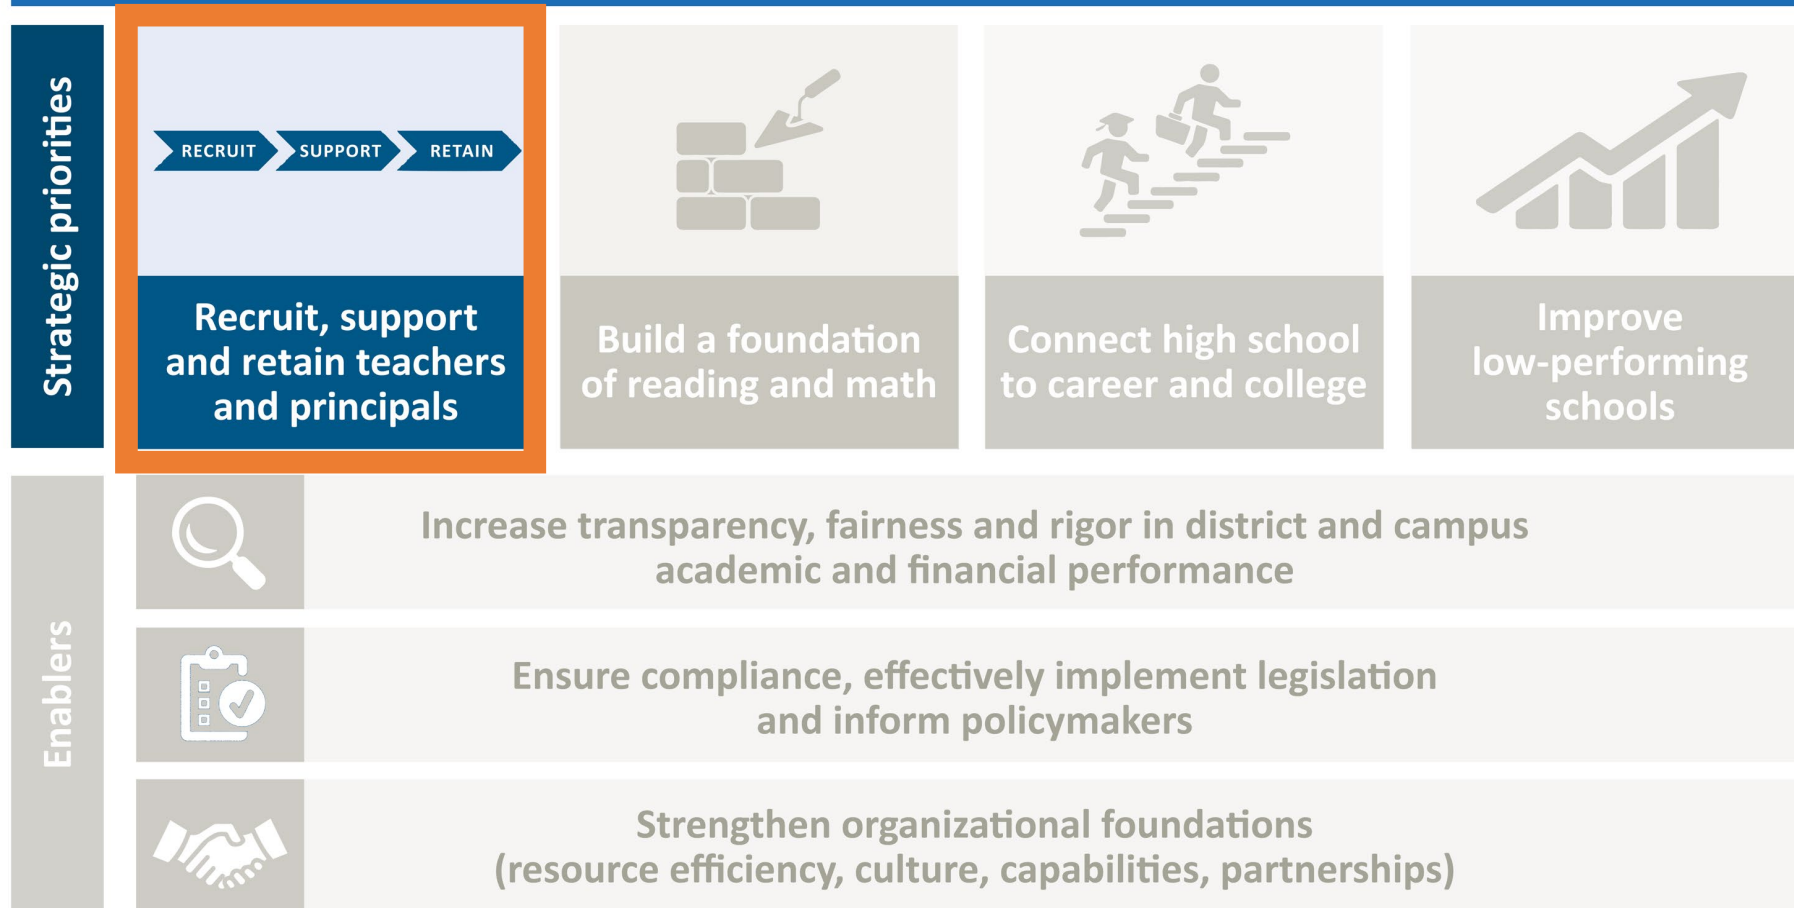 Strategic priorities
RECRUIT SUPPORT RETAIN
Recruit, support
and retain teachers
and principals
Build a foundation
of reading and math
Connect high school
to career and college
Improve
low-performing
schools
Enablers
Increase transparency, fairness and rigor in district and campus
academic and financial performance
Ensure compliance, effectively implement legislation
and inform policymakers
Strengthen organizational foundations
(resource efficiency, culture, capabilities, partnerships)